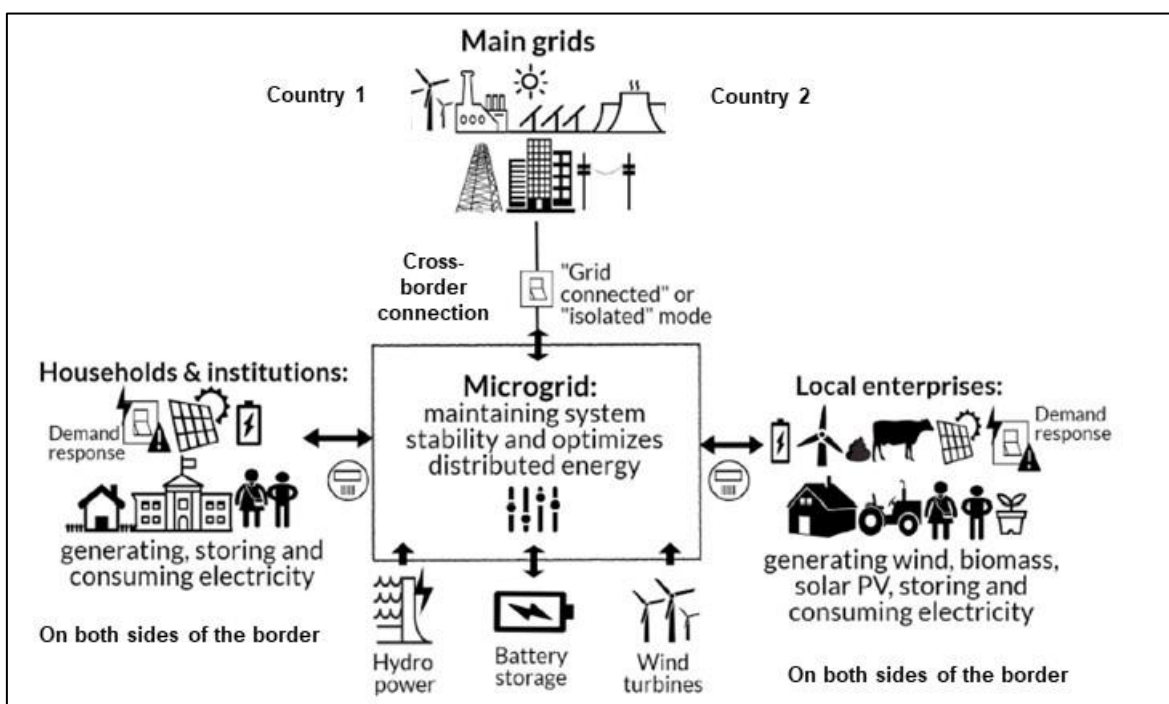 Main grids
Country 1
Country 2
Cross-
border
connection
"Grid
connected" or
"isolated" mode
Households & institutions:
Demand
response
generating, storing and
consuming electricity
On both sides of the border
Microgrid:
maintaining system
stability and optimizes
distributed energy
Local enterprises:
Demand
response
generating wind, biomass,
solar PV, storing and
consuming electricity
On both sides of the border
Hydro
power
Battery
storage
Wind
turbines